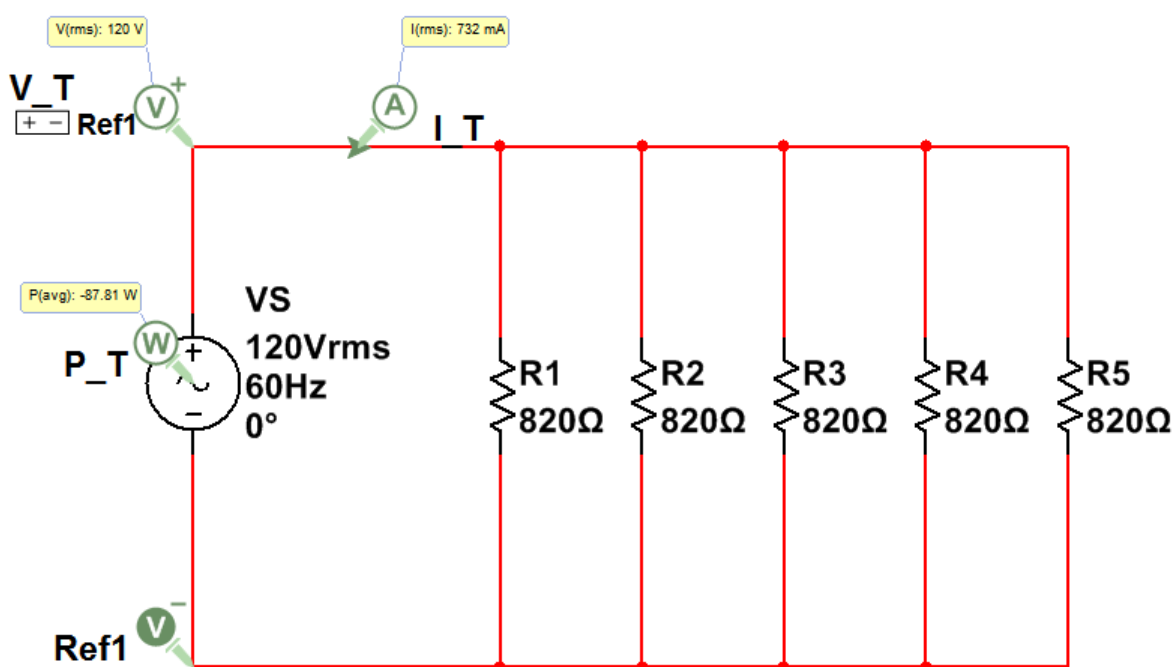 V(rms): 120 V
I(rms): 732 mA
V_T
+ -
Ref1
V
+
A
I_T
P(avg): -87.81 W
W
P_T
+
−
VS
120Vrms
60Hz
0°
R1
820Ω
R2
820Ω
R3
820Ω
R4
820Ω
R5
820Ω
V
−
Ref1